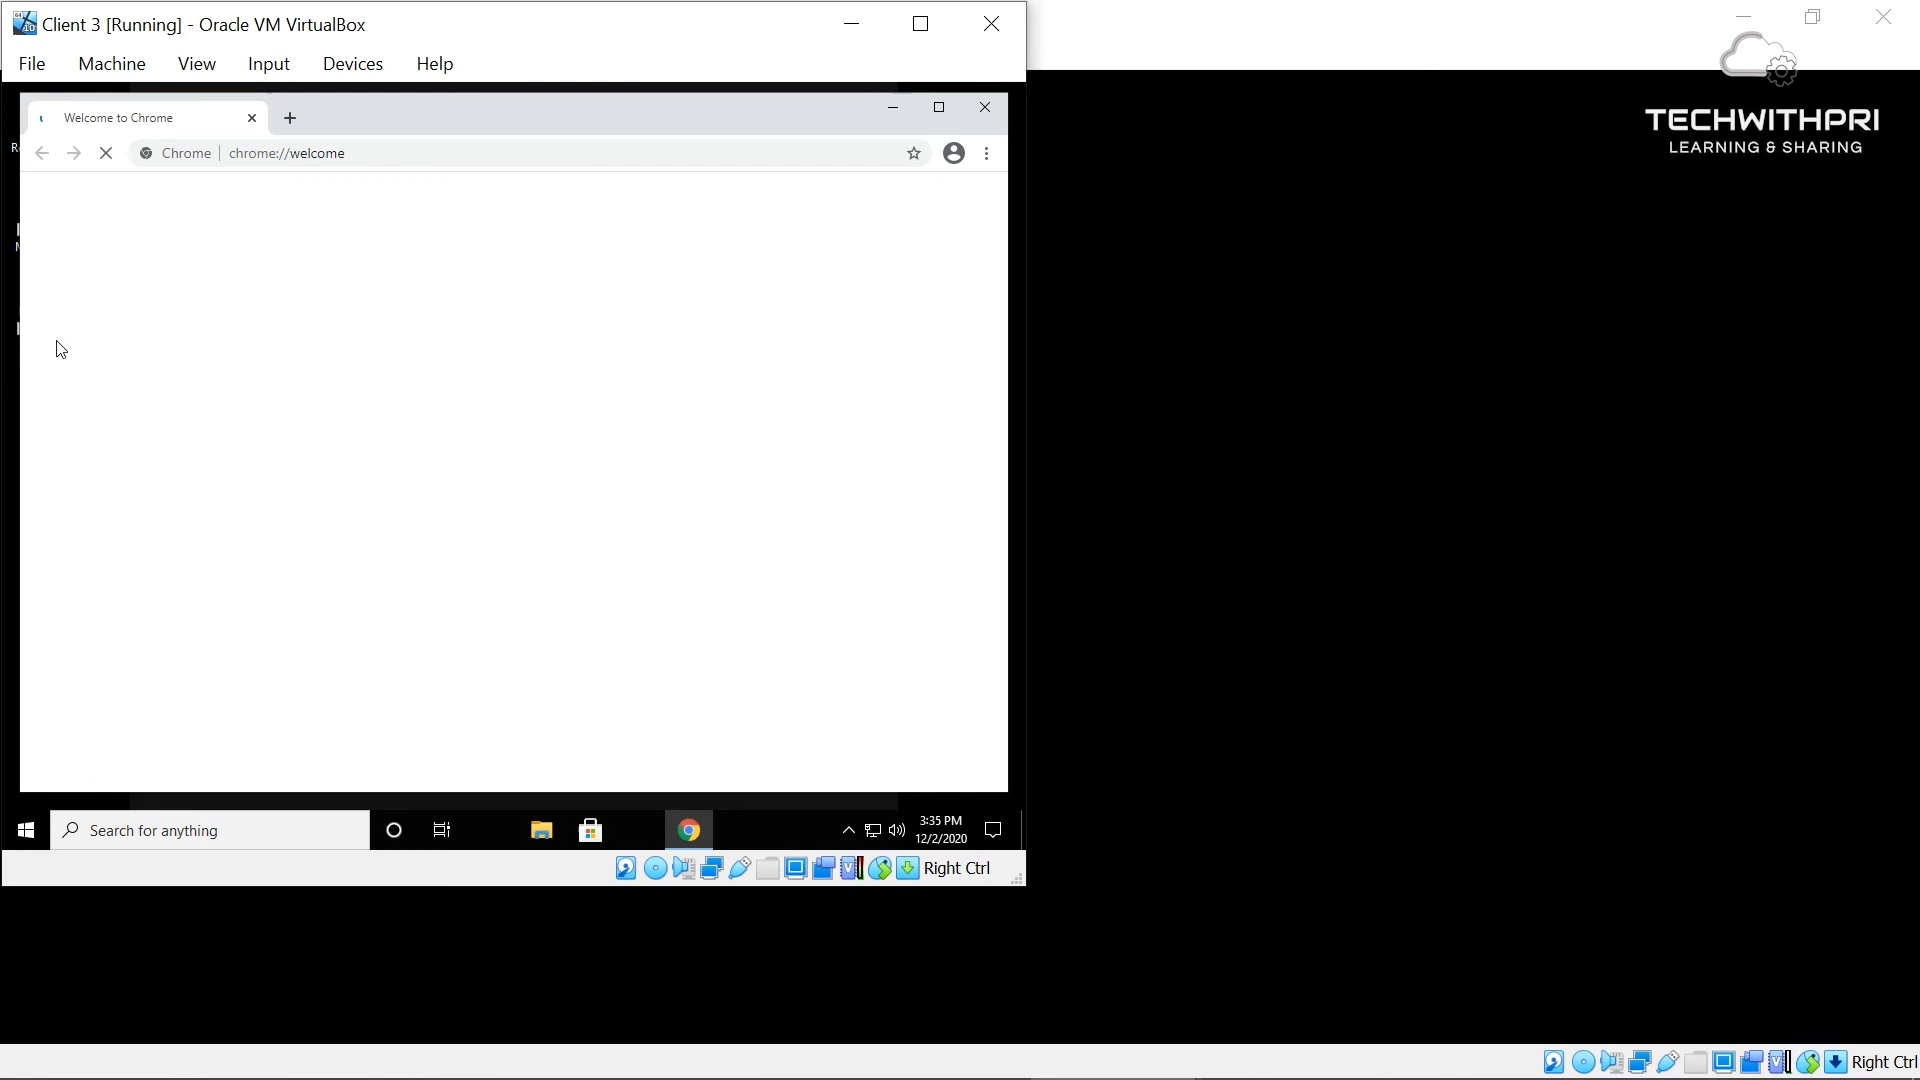 Client 3 [Running] - Oracle VM VirtualBox
File Machine View Input Devices Help
TECHWITHPRI
LEARNING & SHARING
Welcome to Chrome
Chrome chrome://welcome
Search for anything
3:35 PM
12/2/2020
Right Ctrl
Right Ctrl